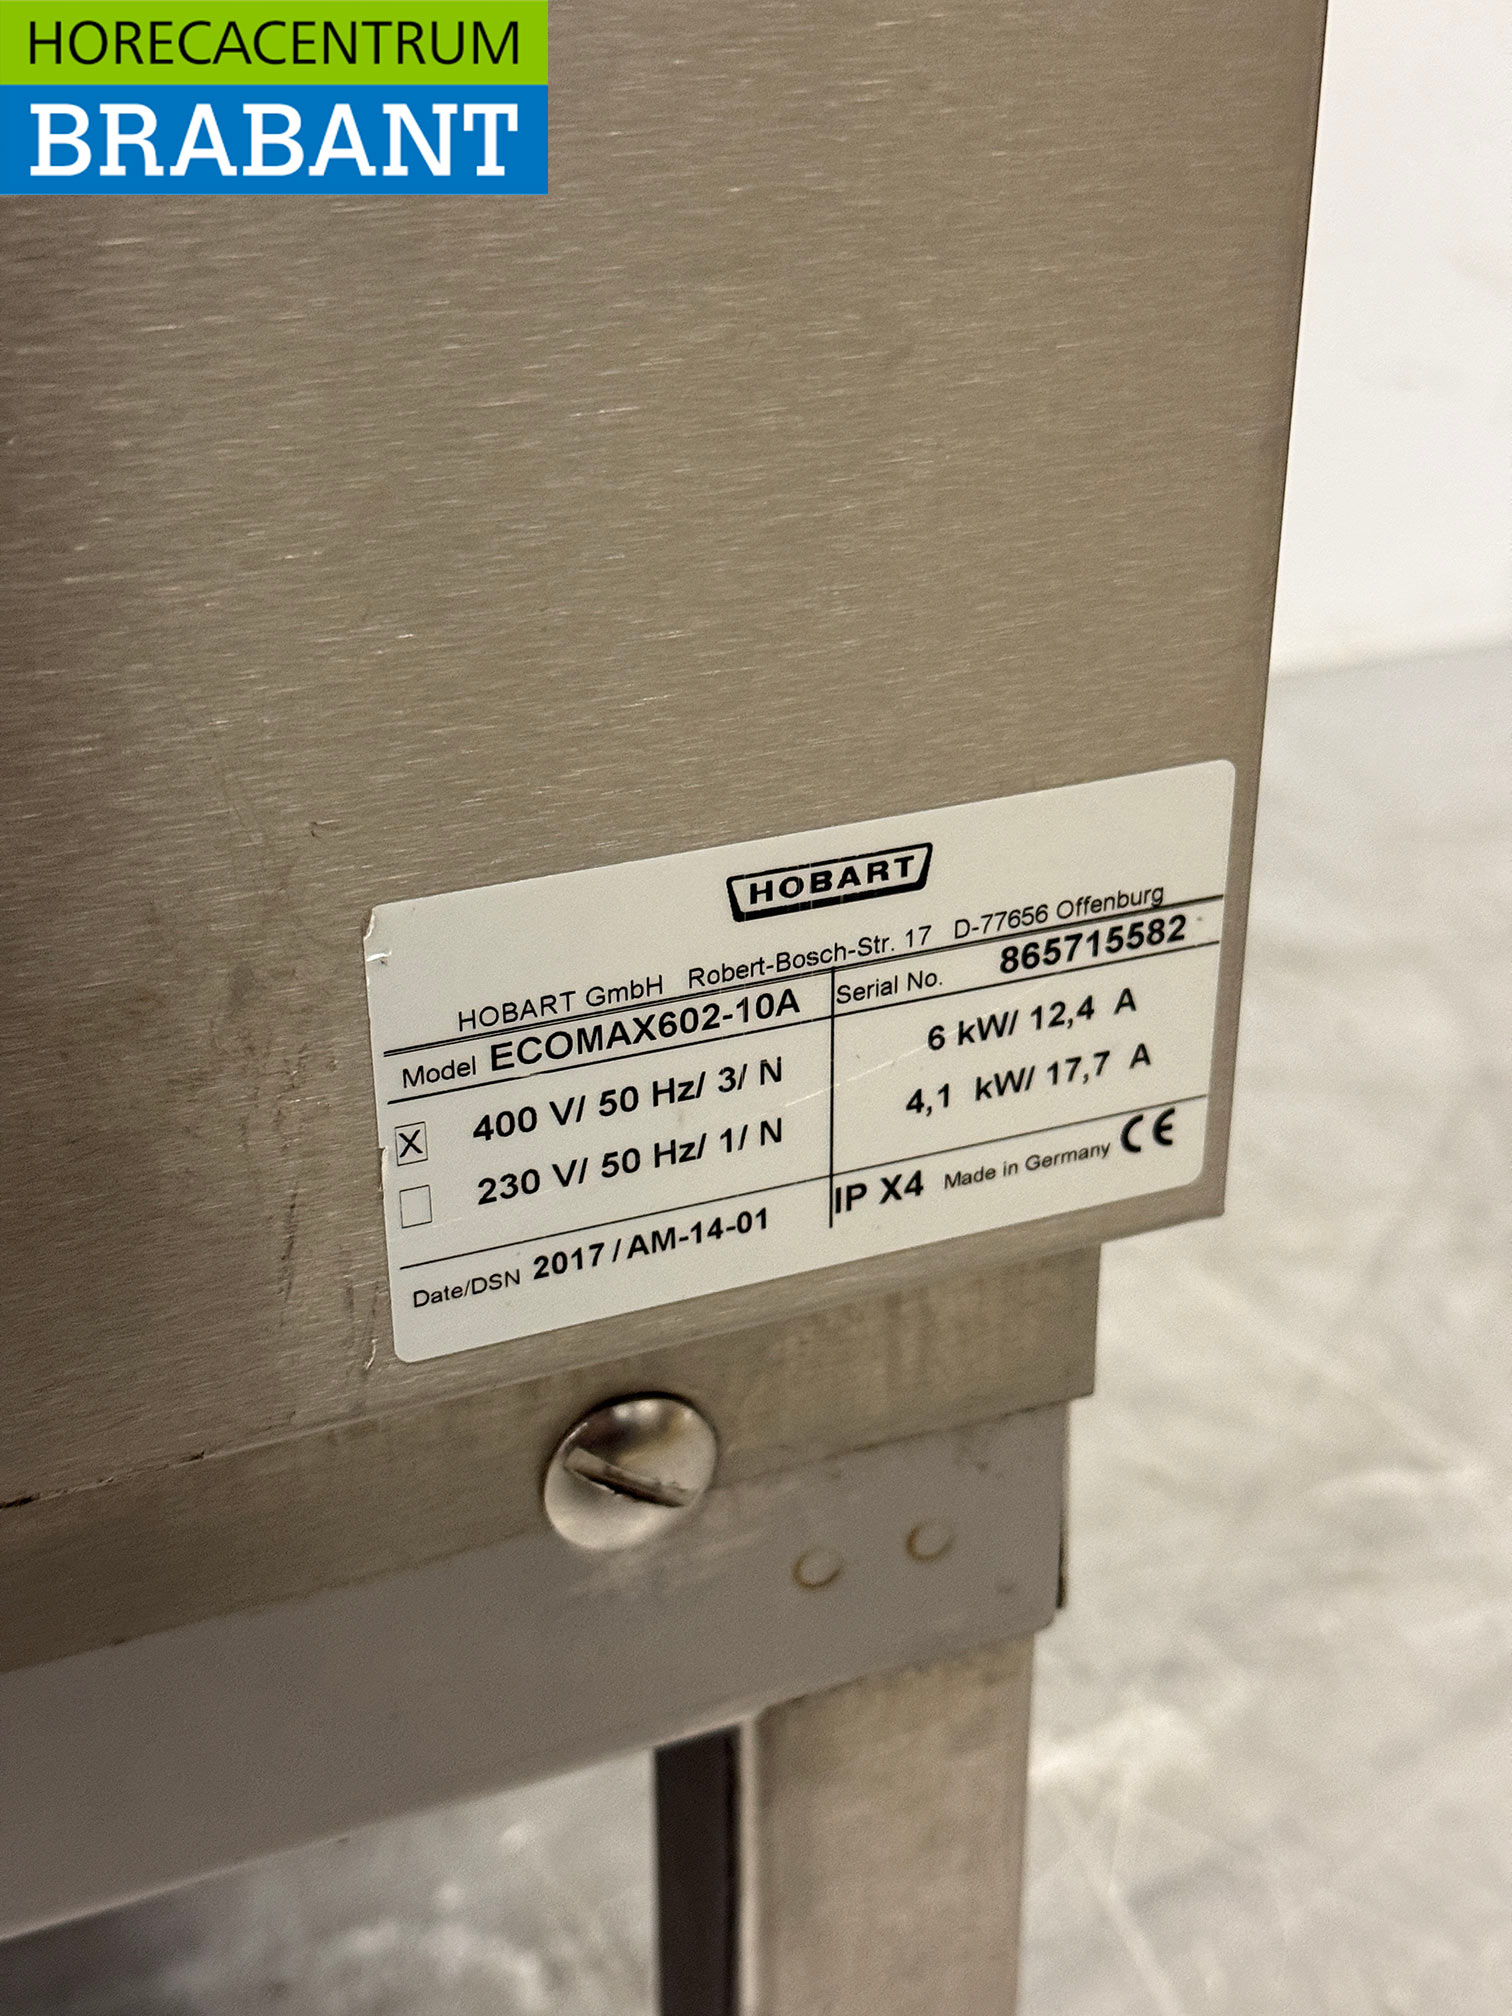 HORECACENTRUM
BRABANT
HOBART
HOBART GmbH Robert-Bosch-Str. 17 D-77656 Offenburg
Model ECOMAX602-10A Serial No. 865715582
X 400 V/ 50 Hz/ 3/ N 6 kW/ 12,4 A
230 V/ 50 Hz/ 1/ N 4,1 kW/ 17,7 A
Date/DSN 2017/AM-14-01 IP X4 Made in Germany CE